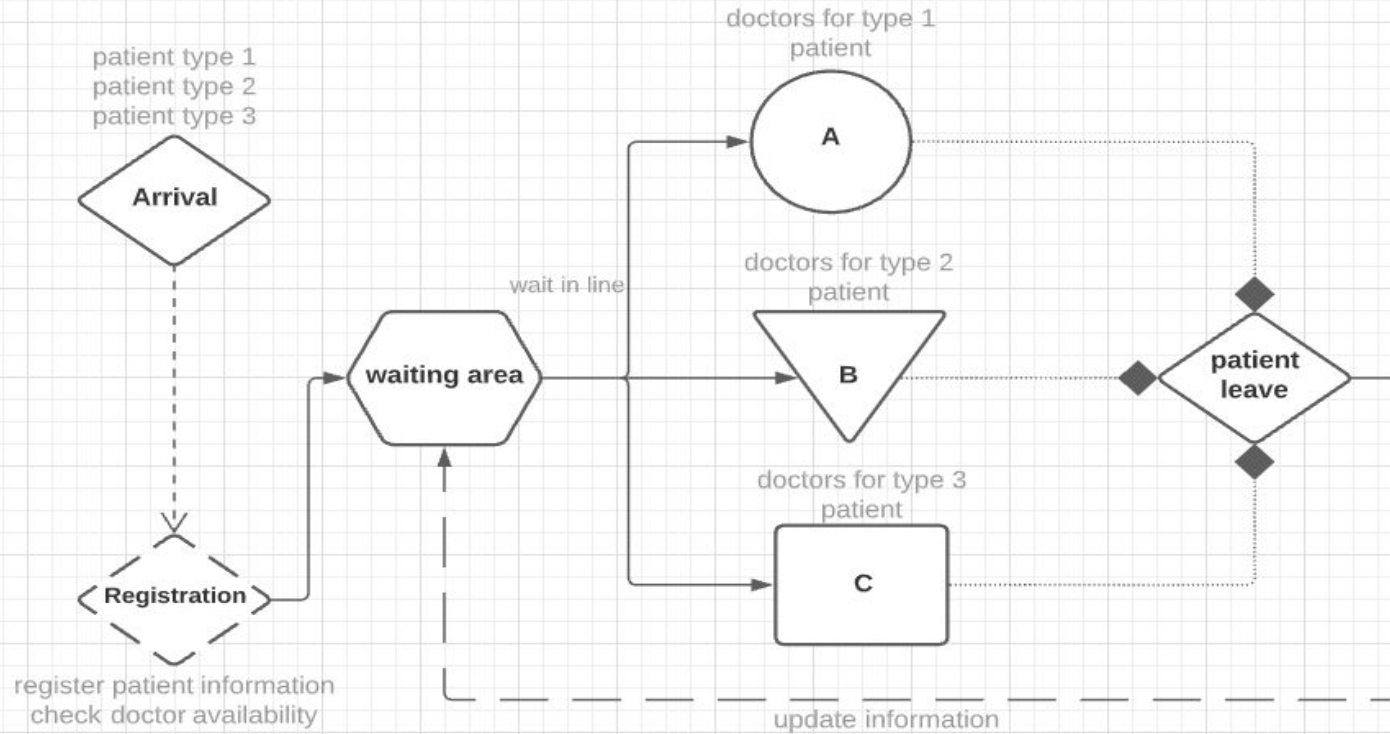 patient type 1
patient type 2
patient type 3
Arrival
Registration
register patient information
check doctor availability
waiting area
wait in line
doctors for type 1
patient
A
doctors for type 2
patient
B
doctors for type 3
patient
C
patient
leave
update information